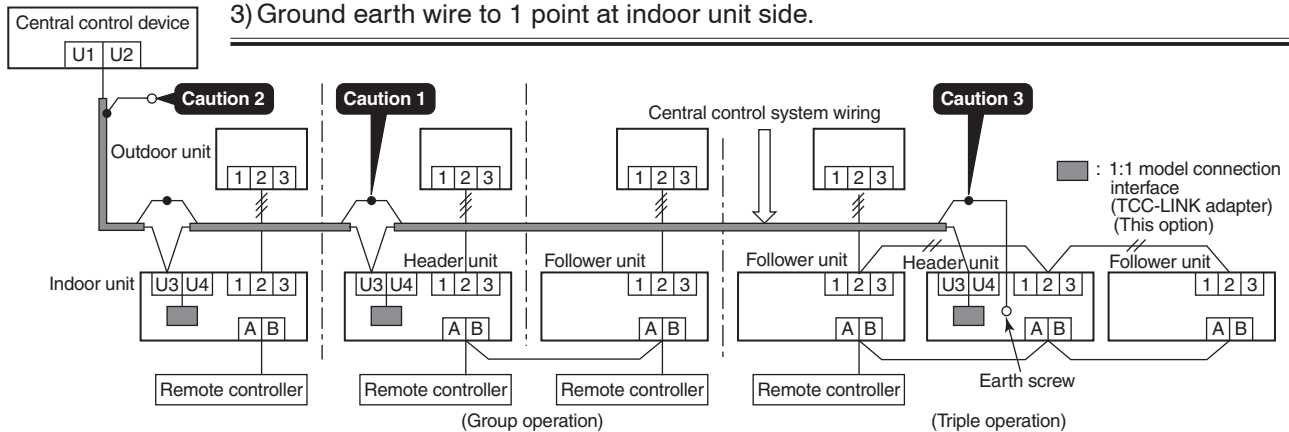 3) Ground earth wire to 1 point at indoor unit side.
Central control device
U1 U2
Caution 2
Caution 1
Caution 3
Central control system wiring
Outdoor unit
1 2 3
1 2 3
1 2 3
1 2 3
: 1:1 model connection
interface
(TCC-LINK adapter)
(This option)
Indoor unit
Header unit
Follower unit
Follower unit
Header unit
Follower unit
U3 U4 1 2 3
U3 U4 1 2 3
1 2 3
1 2 3
U3 U4 1 2 3
1 2 3
A B
A B
A B
A B
A B
A B
Remote controller
Remote controller
Remote controller
Remote controller
Earth screw
(Group operation)
(Triple operation)